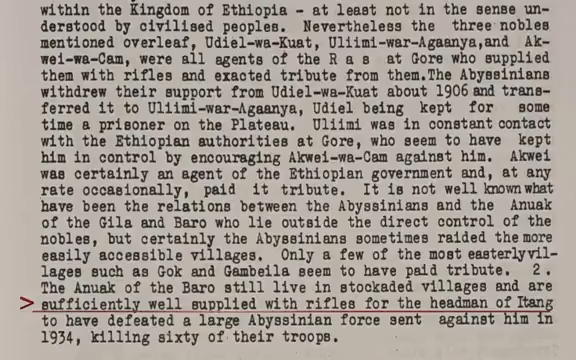 within the Kingdom of Ethiopia - at least not in the sense un-
derstood by civilised peoples. Nevertheless the three nobles
mentioned overleaf, Udiel-wa-Kuat, Uliimi-war-Agaanya,and Ak-
wei-wa-Cam, were all agents of the R a s at Gore who supplied
them with rifles and exacted tribute from them.The Abyssinians
withdrew their support from Udiel-wa-Kuat about 1906 and trans-
ferred it to Uliimi-war-Agaanya, Udiel being kept for some
time a prisoner on the Plateau. Uliimi was in constant contact
with the Ethiopian authorities at Gore, who seem to have kept
him in control by encouraging Akwei-wa-Cam against him. Akwei
was certainly an agent of the Ethiopian government and, at any
rate occasionally, paid it tribute. It is not well known what
have been the relations between the Abyssinians and the Anuak
of the Gila and Baro who lie outside the direct control of the
nobles, but certainly the Abyssinians sometimes raided the more
easily accessible villages. Only a few of the most easterly vil-
lages such as Gok and Gambeila seem to have paid tribute. 2.
The Anuak of the Baro still live in stockaded villages and are
> sufficiently well supplied with rifles for the headman of Itang
to have defeated a large Abyssinian force sent against him in
1934, killing sixty of their troops.